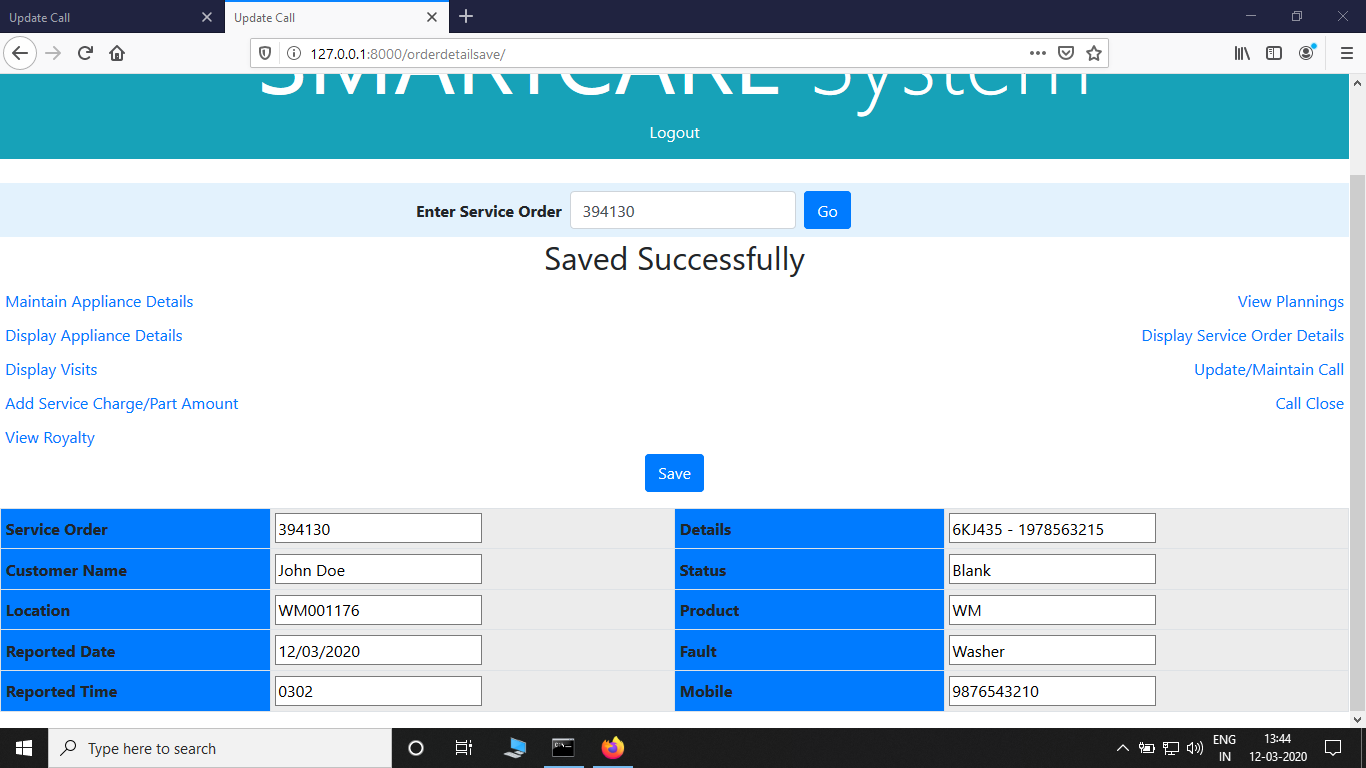 Update Call
Update Call
127.0.0.1:8000/orderdetailsave/
SMARTCARE System
Logout
Enter Service Order 394130 Go
Saved Successfully
Maintain Appliance Details View Plannings
Display Appliance Details Display Service Order Details
Display Visits Update/Maintain Call
Add Service Charge/Part Amount Call Close
View Royalty
Save
Service Order 394130 Details 6KJ435 - 1978563215
Customer Name John Doe Status Blank
Location WM001176 Product WM
Reported Date 12/03/2020 Fault Washer
Reported Time 0302 Mobile 9876543210
Type here to search
ENG 13:44
IN 12-03-2020